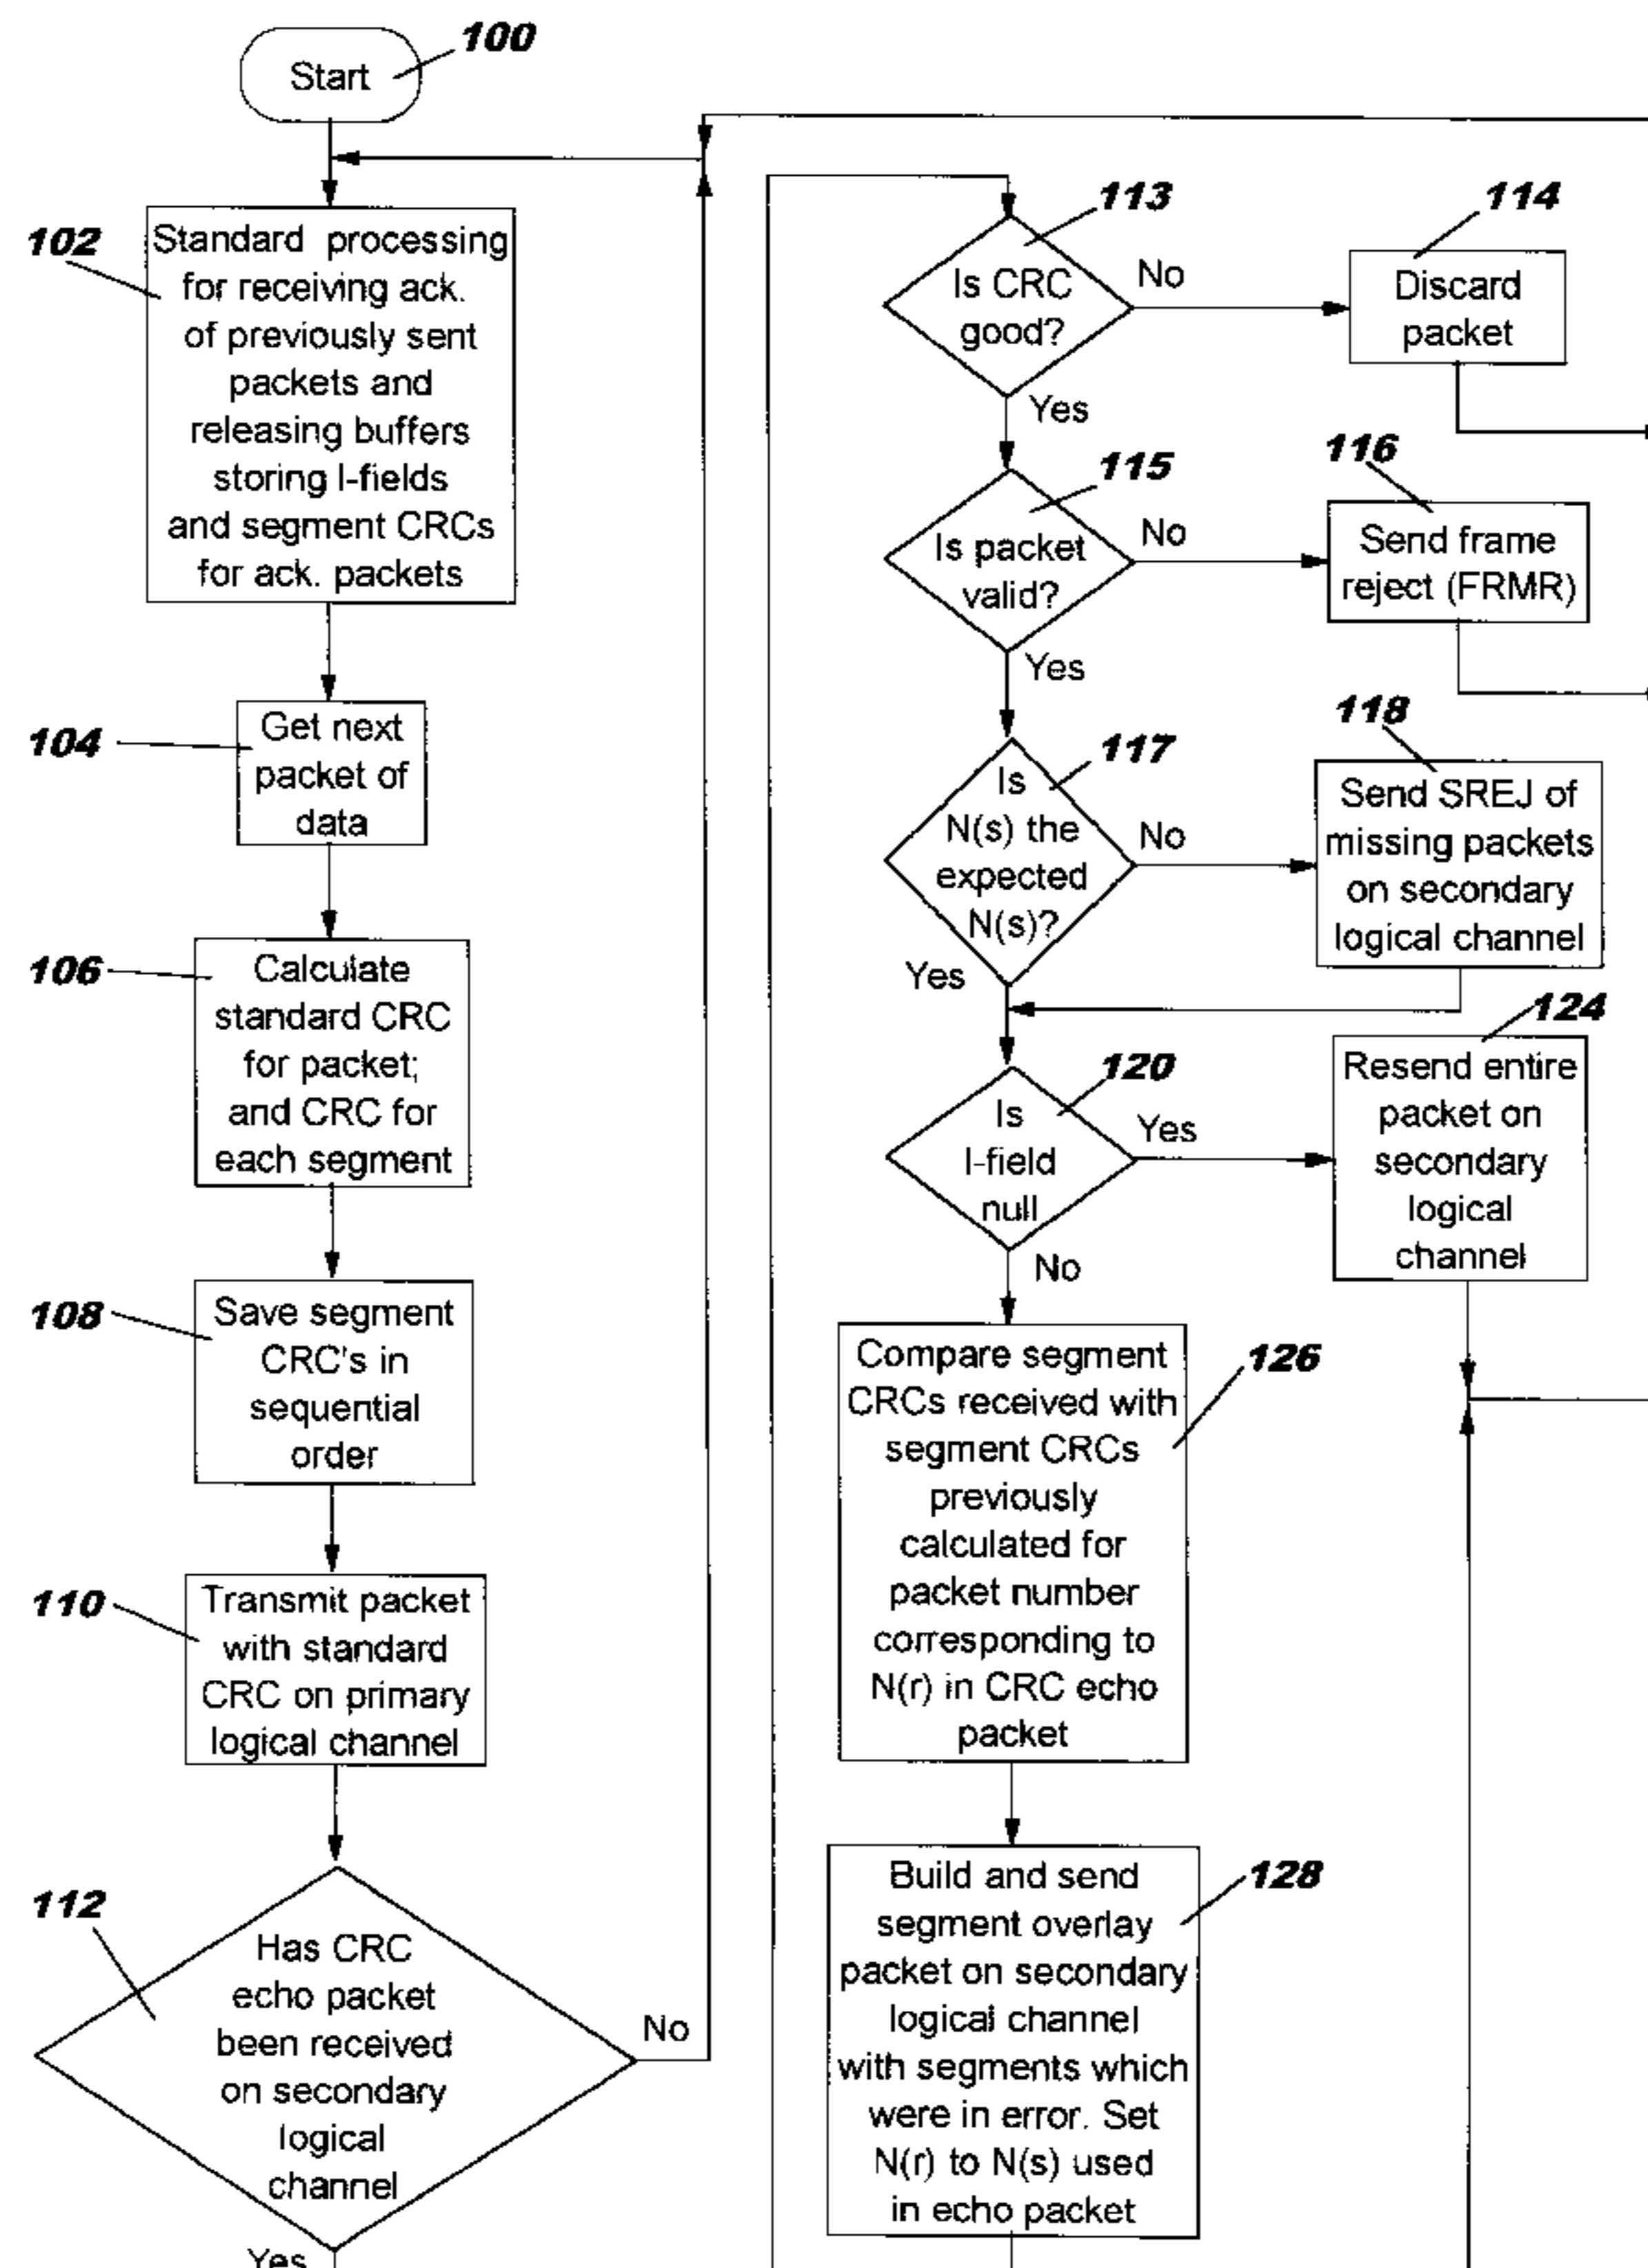 100
Start
102
Standard processing
for receiving ack.
of previously sent
packets and
releasing buffers
storing I-fields
and segment CRCs
for ack. packets
104
Get next
packet of
data
106
Calculate
standard CRC
for packet;
and CRC for
each segment
108
Save segment
CRC's in
sequential
order
110
Transmit packet
with standard
CRC on primary
logical channel
112
Has CRC
echo packet
been received
on secondary
logical
channel
No
Yes
113
Is CRC
good?
No
Yes
114
Discard
packet
115
Is packet
valid?
No
Yes
116
Send frame
reject (FRMR)
117
Is
N(s) the
expected
N(s)?
No
Yes
118
Send SREJ of
missing packets
on secondary
logical channel
120
Is
I-field
null
Yes
No
124
Resend entire
packet on
secondary
logical
channel
126
Compare segment
CRCs received with
segment CRCs
previously
calculated for
packet number
corresponding to
N(r) in CRC echo
packet
128
Build and send
segment overlay
packet on secondary
logical channel
with segments which
were in error. Set
N(r) to N(s) used
in echo packet